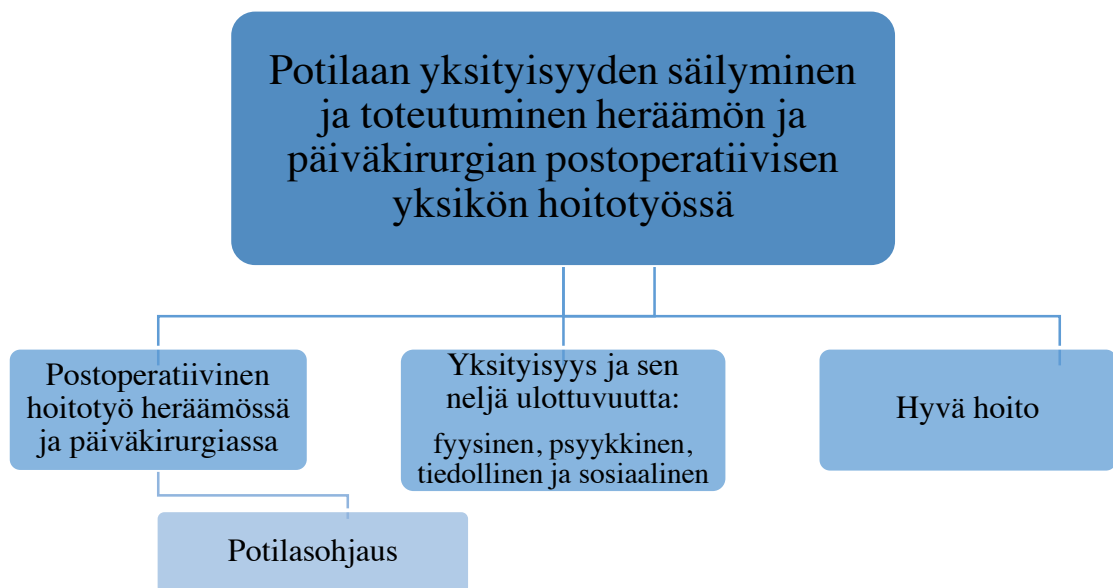 Potilaan yksityisyyden säilyminen
ja toteutuminen heräämön ja
päiväkirurgian postoperatiivisen
yksikön hoitotyössä
Postoperatiivinen
hoitotyö heräämössä
ja päiväkirurgiassa
Yksityisyys ja sen
neljä ulottuvuutta:
fyysinen, psyykkinen,
tiedollinen ja sosiaalinen
Hyvä hoito
Potilasohjaus